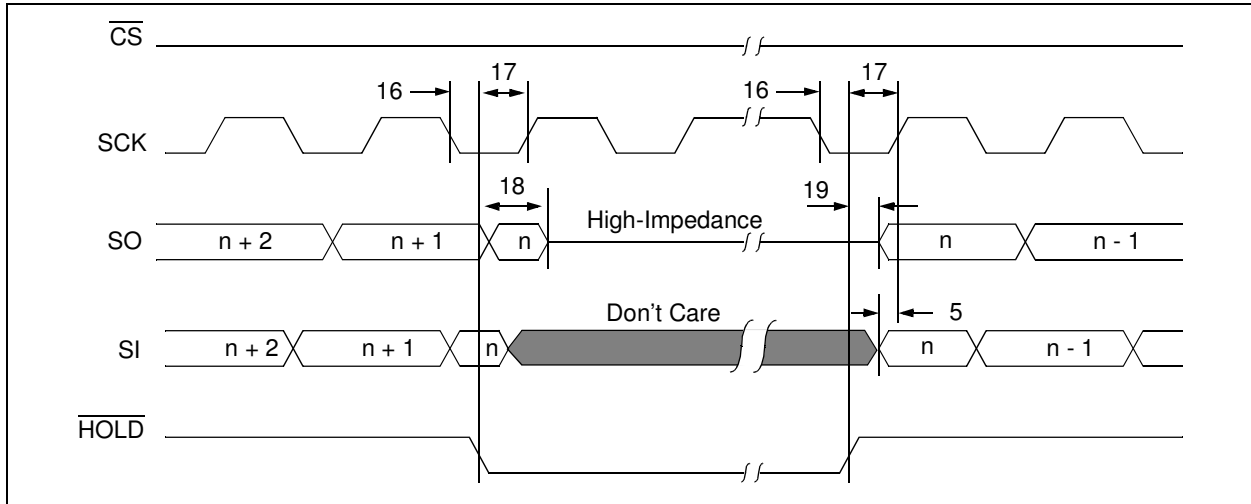 CS
17 17
16 16
SCK
18 19
High-Impedance
SO n + 2 n + 1 n n n - 1
Don't Care 5
SI n + 2 n + 1 n n n - 1
HOLD